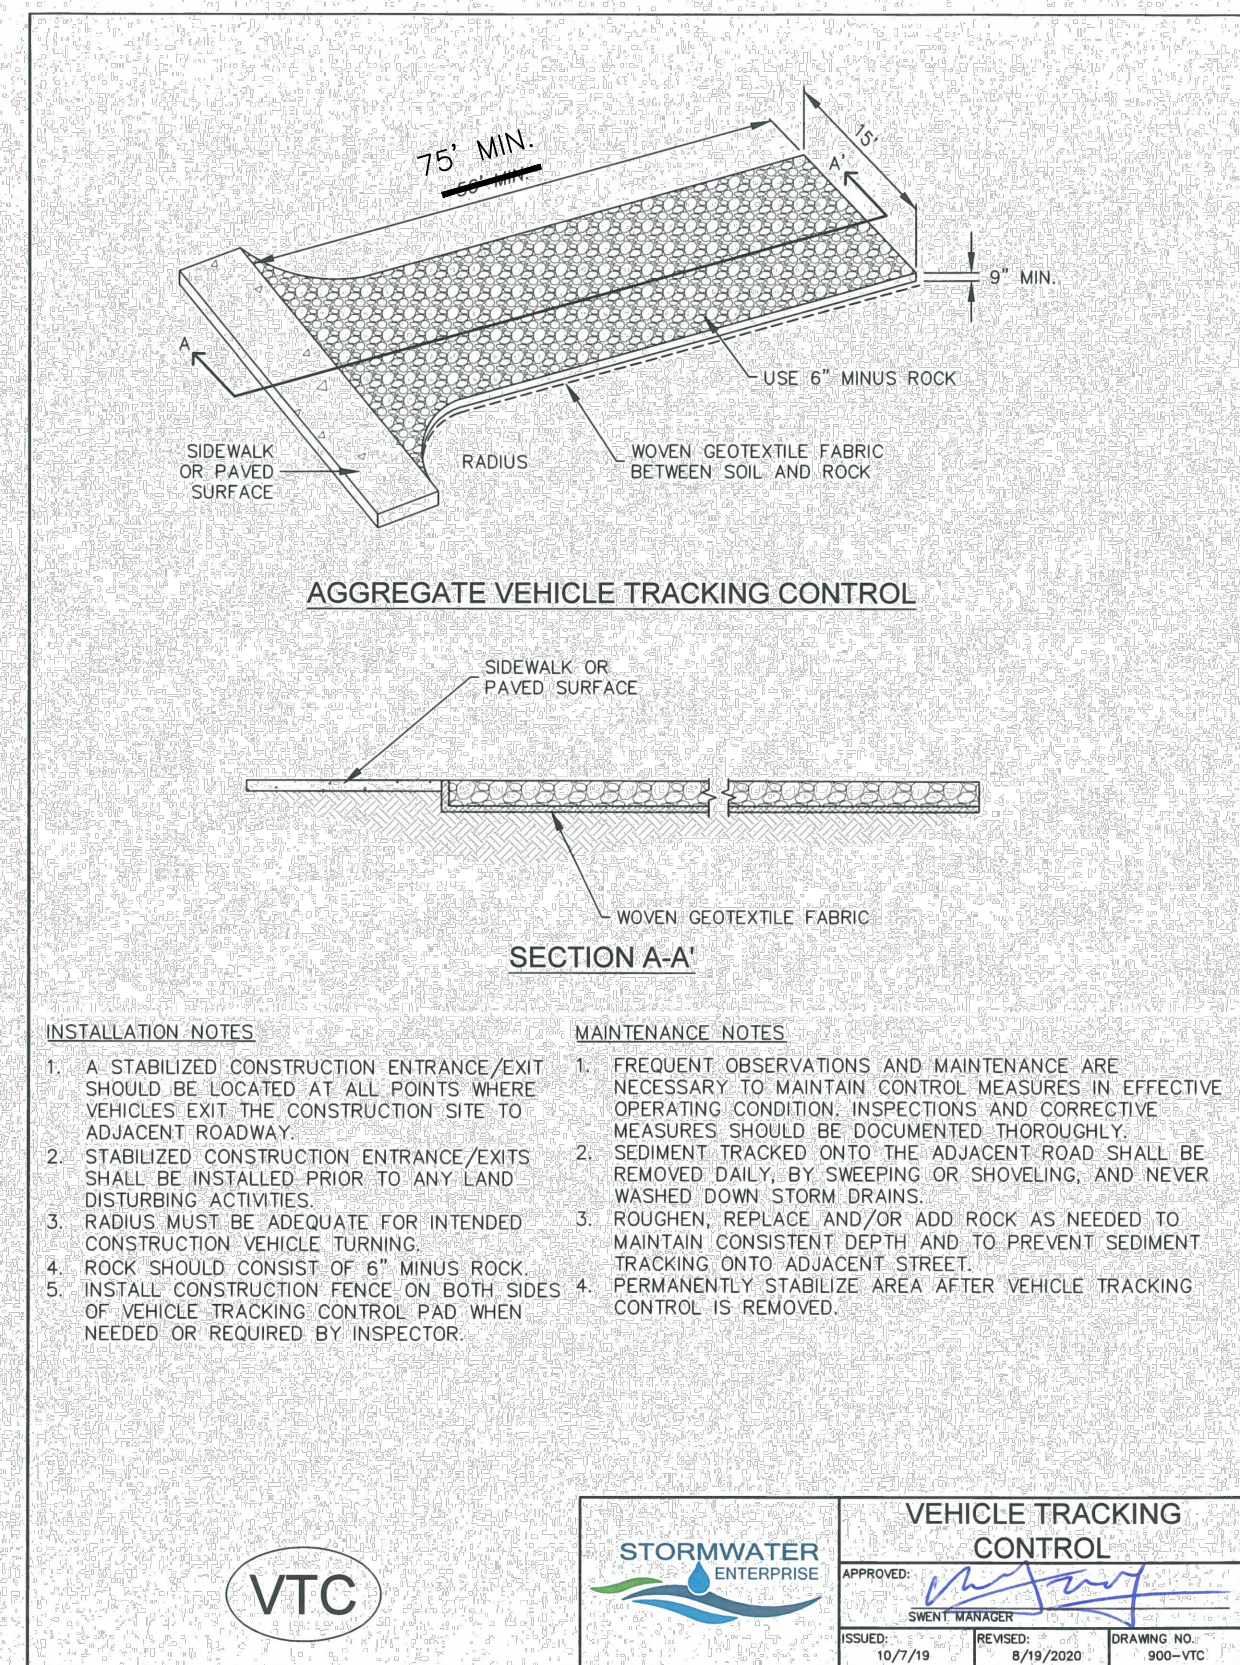 75' MIN.
50' MIN.
15'
A'
9" MIN.
A
USE 6" MINUS ROCK
SIDEWALK
OR PAVED
SURFACE
RADIUS
WOVEN GEOTEXTILE FABRIC
BETWEEN SOIL AND ROCK
AGGREGATE VEHICLE TRACKING CONTROL
SIDEWALK OR
PAVED SURFACE
WOVEN GEOTEXTILE FABRIC
SECTION A-A'
INSTALLATION NOTES
1. A STABILIZED CONSTRUCTION ENTRANCE/EXIT
SHOULD BE LOCATED AT ALL POINTS WHERE
VEHICLES EXIT THE CONSTRUCTION SITE TO
ADJACENT ROADWAY.
2. STABILIZED CONSTRUCTION ENTRANCE/EXITS
SHALL BE INSTALLED PRIOR TO ANY LAND
DISTURBING ACTIVITIES.
3. RADIUS MUST BE ADEQUATE FOR INTENDED
CONSTRUCTION VEHICLE TURNING.
4. ROCK SHOULD CONSIST OF 6" MINUS ROCK.
5. INSTALL CONSTRUCTION FENCE ON BOTH SIDES
OF VEHICLE TRACKING CONTROL PAD WHEN
NEEDED OR REQUIRED BY INSPECTOR.
MAINTENANCE NOTES
1. FREQUENT OBSERVATIONS AND MAINTENANCE ARE
NECESSARY TO MAINTAIN CONTROL MEASURES IN EFFECTIVE
OPERATING CONDITION. INSPECTIONS AND CORRECTIVE
MEASURES SHOULD BE DOCUMENTED THOROUGHLY.
2. SEDIMENT TRACKED ONTO THE ADJACENT ROAD SHALL BE
REMOVED DAILY, BY SWEEPING OR SHOVELING, AND NEVER
WASHED DOWN STORM DRAINS.
3. ROUGHEN, REPLACE AND/OR ADD ROCK AS NEEDED TO
MAINTAIN CONSISTENT DEPTH AND TO PREVENT SEDIMENT
TRACKING ONTO ADJACENT STREET.
4. PERMANENTLY STABILIZE AREA AFTER VEHICLE TRACKING
CONTROL IS REMOVED.
VTC
STORMWATER
ENTERPRISE
VEHICLE TRACKING
CONTROL
APPROVED:
SWENT MANAGER
ISSUED:
10/7/19
REVISED:
8/19/2020
DRAWING NO.
900-VTC